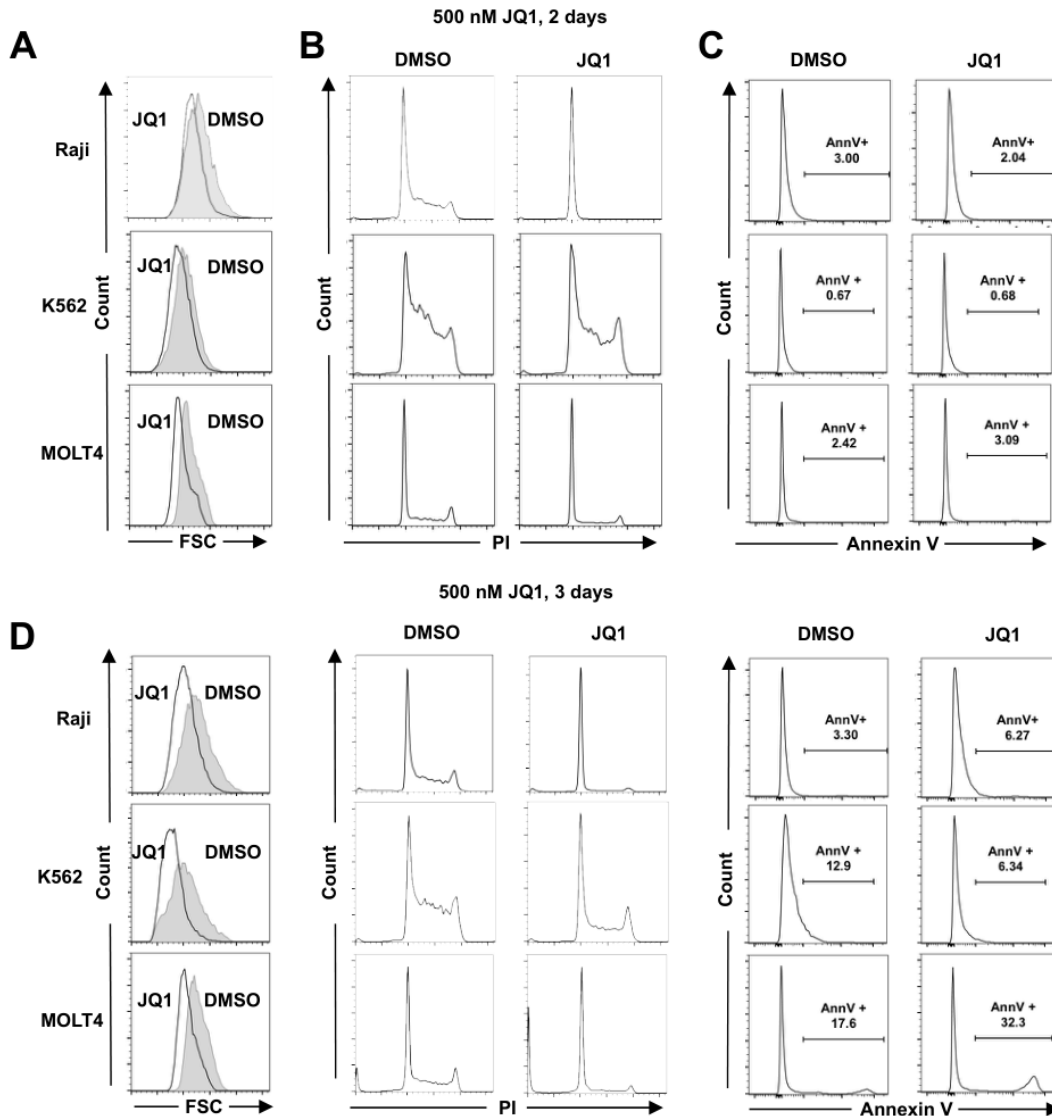 500 nM JQ1, 2 days
A
B
C
DMSO
JQ1
DMSO
JQ1
Raji
JQ1
DMSO
AnnV+
3.00
AnnV+
2.04
K562
JQ1
DMSO
AnnV +
0.67
AnnV +
0.68
Count
Count
Count
MOLT4
JQ1
DMSO
AnnV +
2.42
AnnV +
3.09
FSC
PI
Annexin V
500 nM JQ1, 3 days
D
DMSO
JQ1
DMSO
JQ1
Raji
JQ1
DMSO
AnnV+
3.30
AnnV+
6.27
K562
JQ1
DMSO
AnnV +
12.9
AnnV +
6.34
Count
Count
Count
MOLT4
JQ1
DMSO
AnnV +
17.6
AnnV +
32.3
FSC
PI
Annexin V